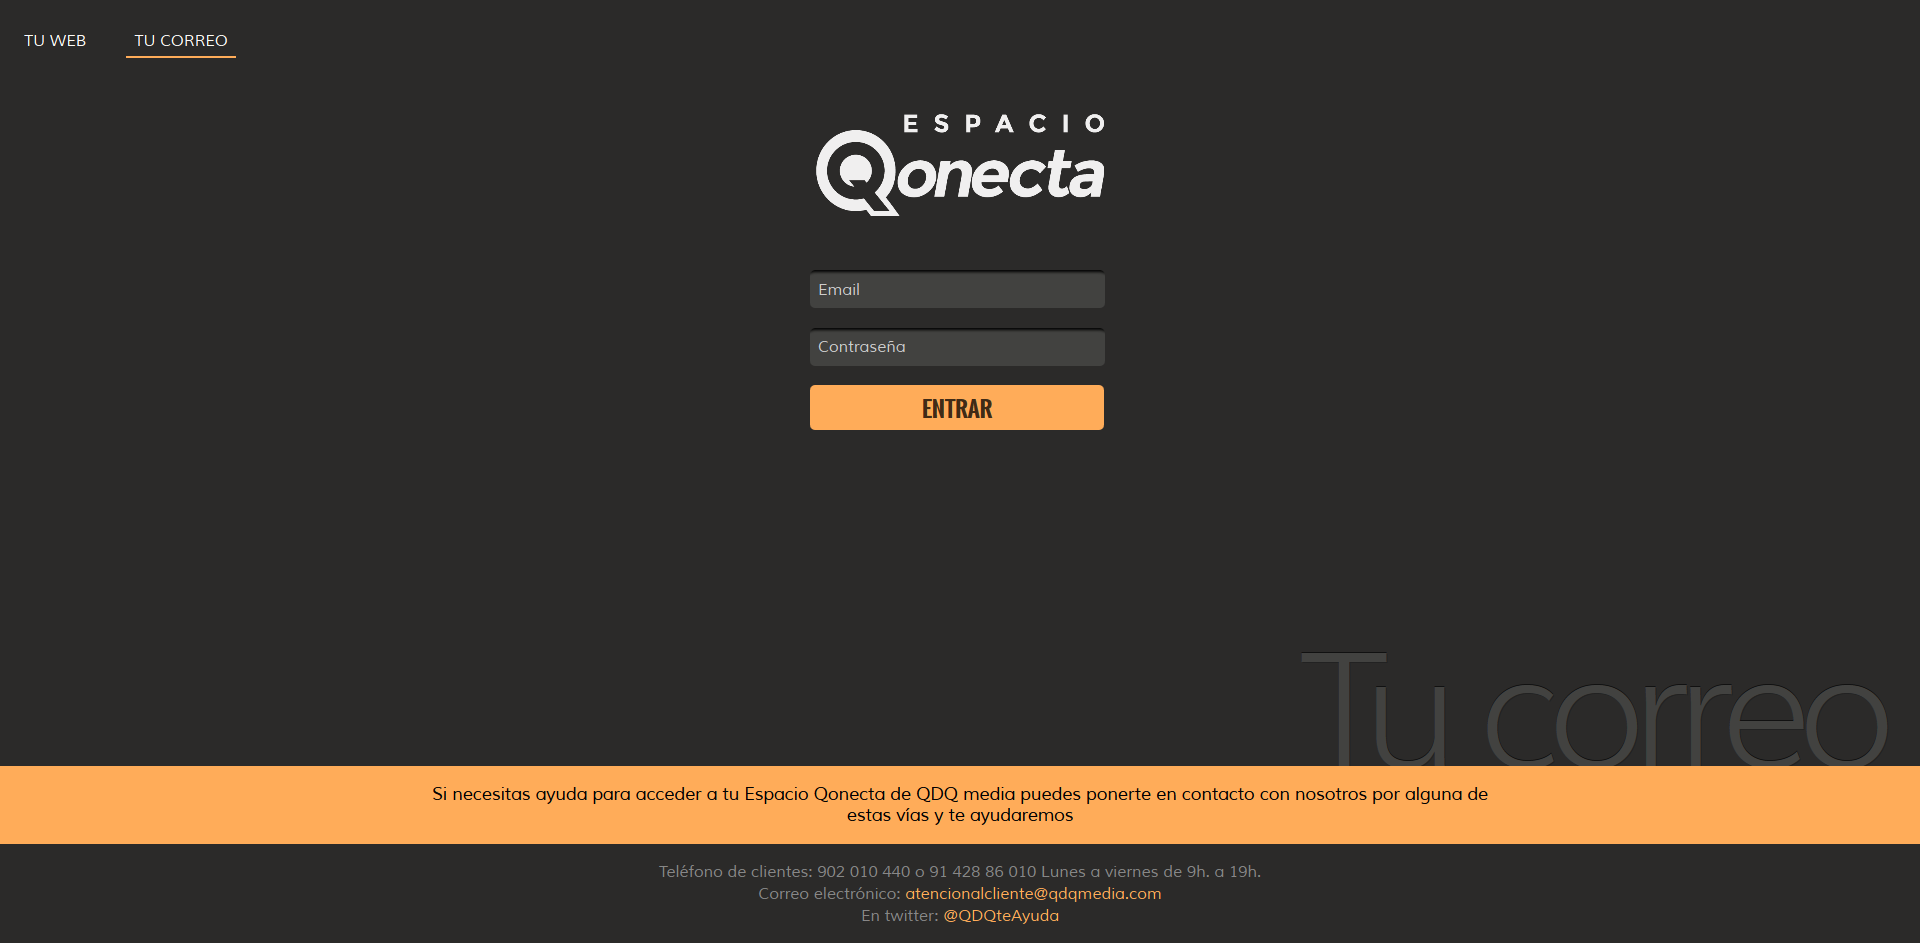 TU WEB
TU CORREO
ESPACIO
Qonecta
Email
Contraseña
ENTRAR
Tu correo
Si necesitas ayuda para acceder a tu Espacio Qonecta de QDQ media puedes ponerte en contacto con nosotros por alguna de
estas vías y te ayudaremos
Teléfono de clientes: 902 010 440 o 91 428 86 010 Lunes a viernes de 9h. a 19h.
Correo electrónico: atencionalcliente@qdqmedia.com
En twitter: @QDQteAyuda